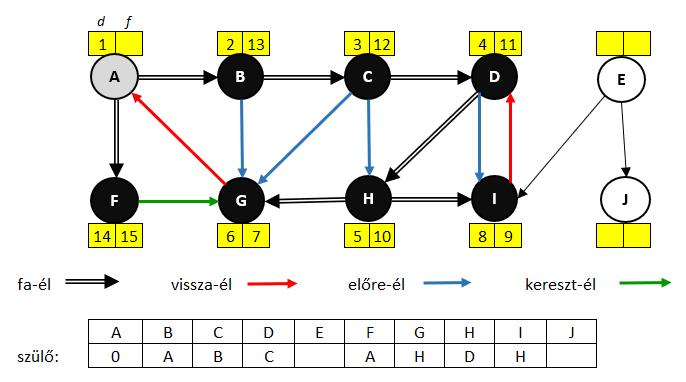 d f
1 2 13 3 12 4 11
A B C D E
F G H I J
14 15 6 7 5 10 8 9
fa-él vissza-él előre-él kereszt-él
A B C D E F G H I J
szülő: 0 A B C A H D H